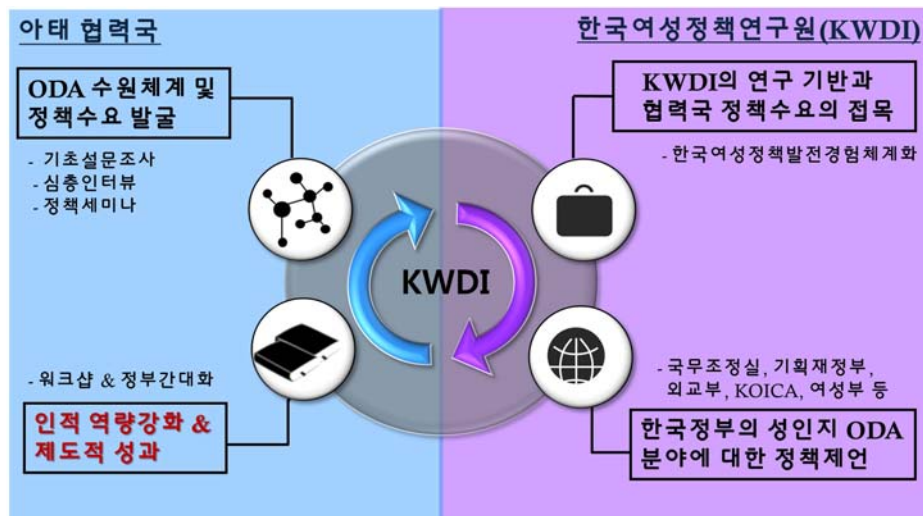 아태 협력국
ODA 수원체계 및
정책수요 발굴
- 기초설문조사
- 심층인터뷰
- 정책세미나
- 워크샵 & 정부간대화
인적 역량강화 &
제도적 성과
KWDI
한국여성정책연구원(KWDI)
KWDI의 연구 기반과
협력국 정책수요의 접목
- 한국여성정책발전경험체계화
- 국무조정실, 기획재정부,
외교부, KOICA, 여성부 등
한국정부의 성인지 ODA
분야에 대한 정책제언